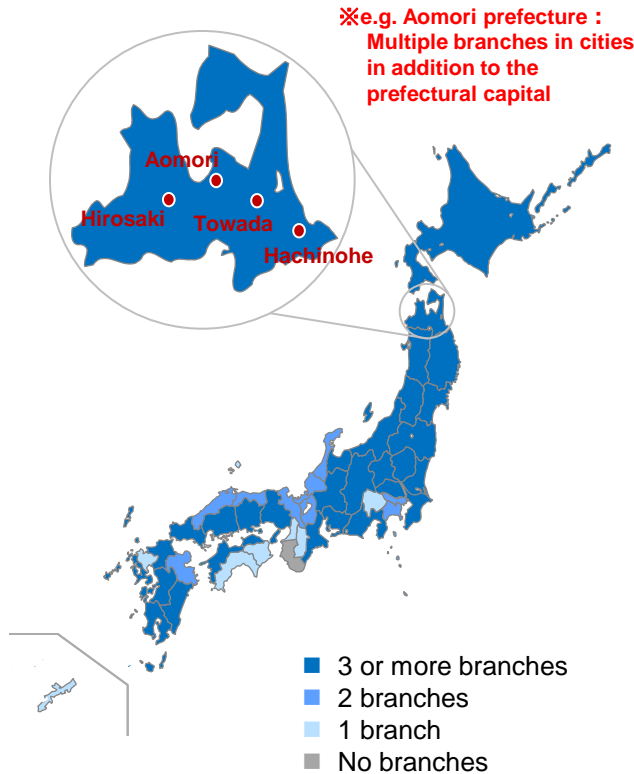 ※e.g. Aomori prefecture :
Multiple branches in cities
in addition to the
prefectural capital
Aomori
Hirosaki
Towada
Hachinohe
3 or more branches
2 branches
1 branch
No branches